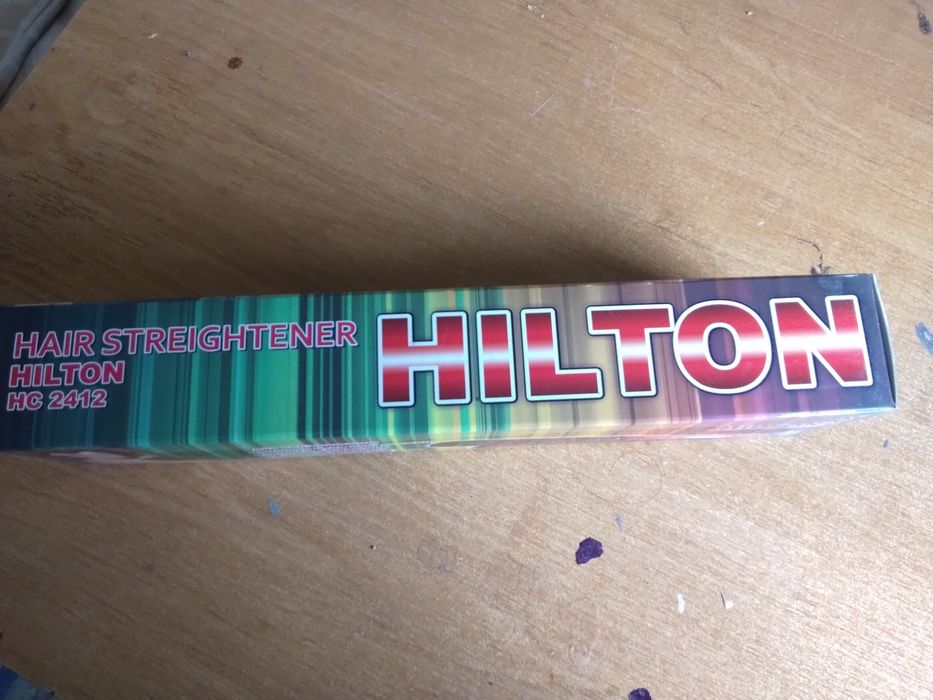 HAIR STREIGHTENER
HILTON
HC 2412
HILTON